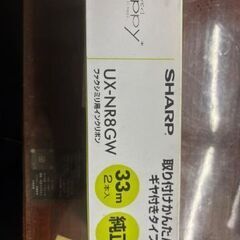 SHARP
取り付けかんたん
ギヤ付きタイプ
ppy
UX-NR8GW
ファクシミリ用インクリボン
33m
2本入
純正